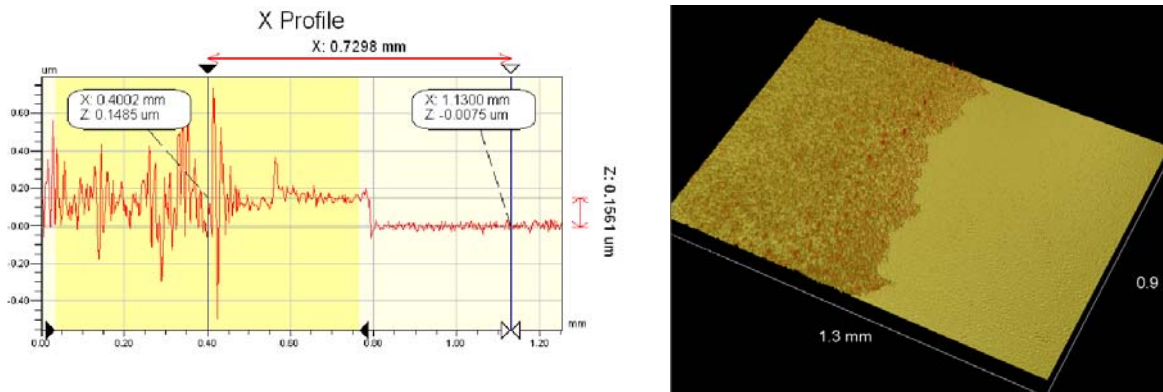 X Profile
X: 0.7298 mm
um
X: 0.4002 mm
Z: 0.1485 um
X: 1.1300 mm
Z: -0.0075 um
0.60
0.40
0.20
-0.00
-0.20
-0.40
Z: 0.1561 um
mm
0.00 0.20 0.40 0.60 0.80 1.00 1.20
0.9
1.3 mm